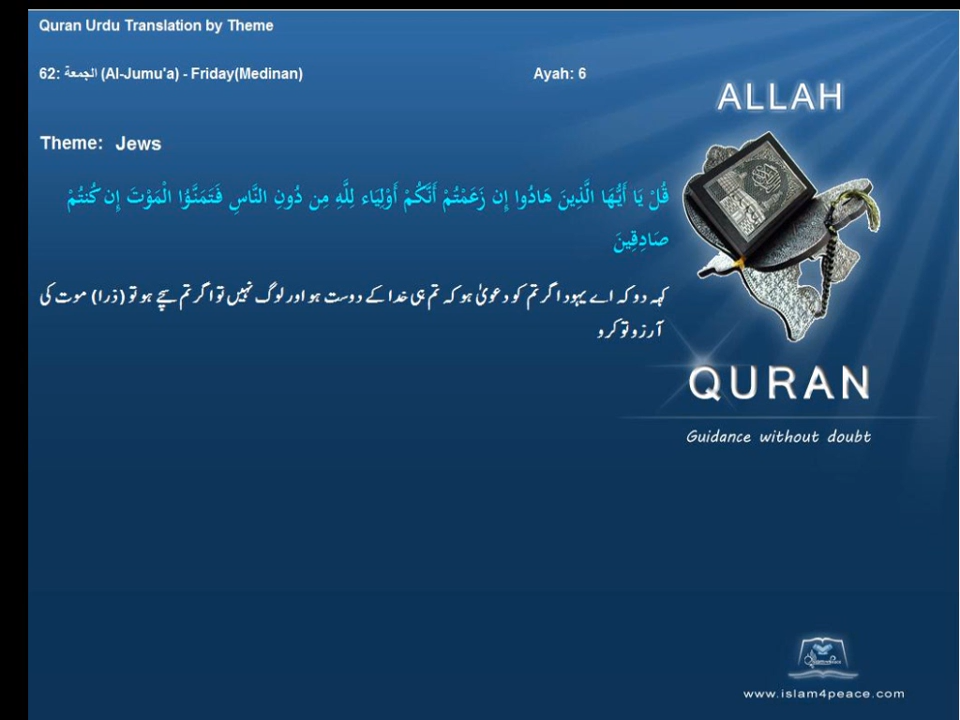 Quran Urdu Translation by Theme
62: الجمعة (Al-Jumu'a) - Friday(Medinan) Ayah: 6
ALLAH
Theme: Jews
قُلْ يَا أَيُّهَا الَّذِينَ هَادُوا إِن زَعَمْتُمْ أَنَّكُمْ أَوْلِيَاء لِلَّهِ مِن دُونِ النَّاسِ فَتَمَنَّوُا الْمَوْتَ إِن كُنتُمْ
صَادِقِينَ
کہہ دو کہ اے یہود اگر تم کو دعویٰ ہو کہ تم ہی خدا کے دوست ہو اور لوگ نہیں تو اگر تم سچے ہو تو (ذرا) موت کی
آرزو تو کرو
QURAN
Guidance without doubt
www.islam4peace.com